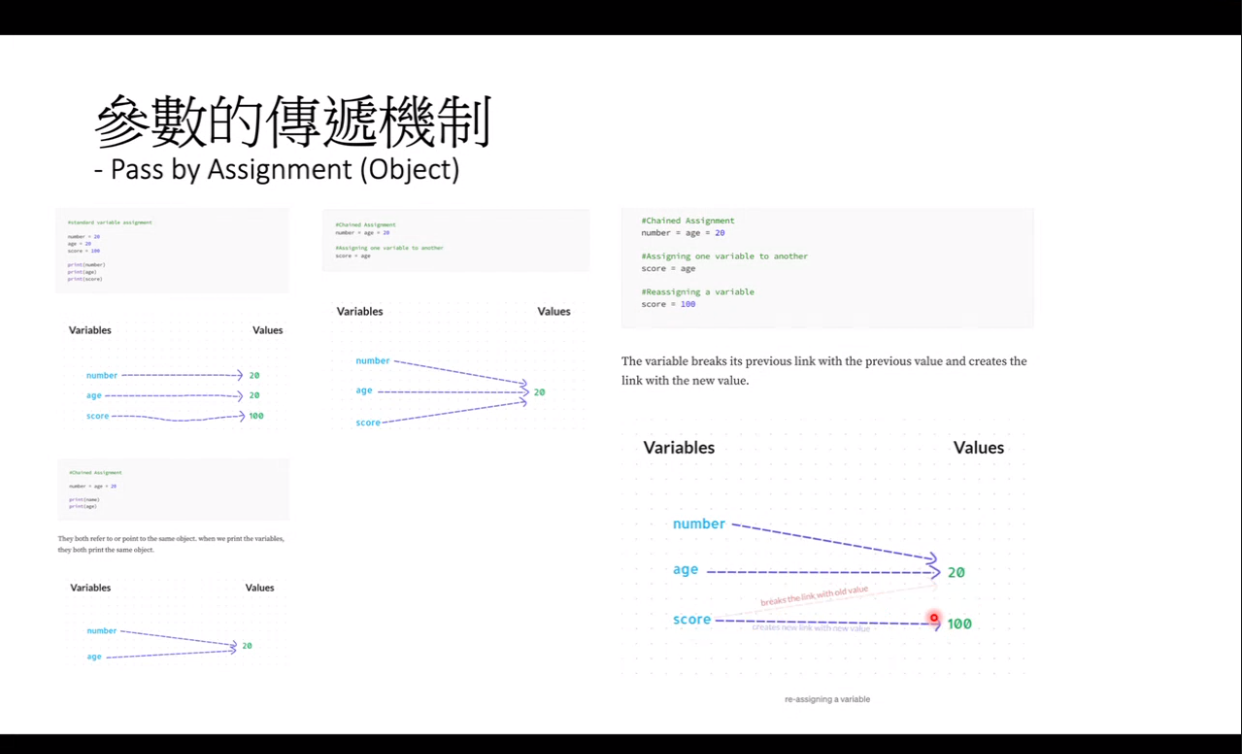 參數的傳遞機制
- Pass by Assignment (Object)
#standard variable assignment
number = 20
age = 20
score = 100
print(number)
print(age)
print(score)
Variables
Values
number
20
age
20
score
100
#Chained Assignment
number = age = 20
print(name)
print(age)
They both refer to or point to the same object. when we print the variables,
they both print the same object.
Variables
Values
number
20
age
#Chained Assignment
number = age = 20
#Assigning one variable to another
score = age
Variables
Values
number
age
20
score
#Chained Assignment
number = age = 20
#Assigning one variable to another
score = age
#Reassigning a variable
score = 100
The variable breaks its previous link with the previous value and creates the
link with the new value.
Variables
Values
number
age
20
breaks the link with old value
score
100
creates new link with new value
re-assigning a variable